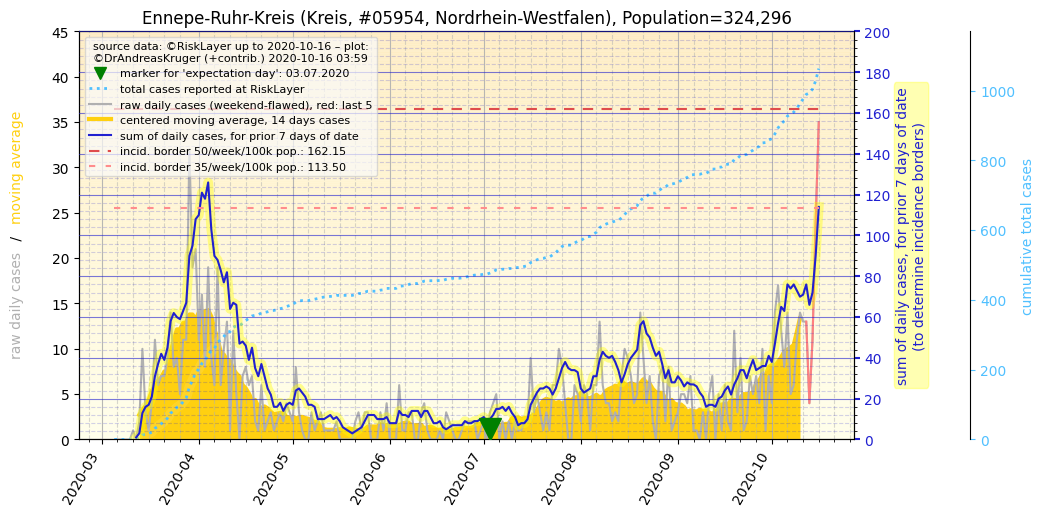 Ennepe-Ruhr-Kreis (Kreis, #05954, Nordrhein-Westfalen), Population=324,296
source data: ©RiskLayer up to 2020-10-16 – plot:
©DrAndreasKruger (+contrib.) 2020-10-16 03:59
marker for 'expectation day': 03.07.2020
total cases reported at RiskLayer
raw daily cases (weekend-flawed), red: last 5
centered moving average, 14 days cases
sum of daily cases, for prior 7 days of date
incid. border 50/week/100k pop.: 162.15
incid. border 35/week/100k pop.: 113.50
raw daily cases / moving average
45
40
35
30
25
20
15
10
5
0
2020-03
2020-04
2020-05
2020-06
2020-07
2020-08
2020-09
2020-10
200
180
160
140
120
100
80
60
40
20
0
sum of daily cases, for prior 7 days of date
(to determine incidence borders)
1000
800
600
400
200
0
cumulative total cases